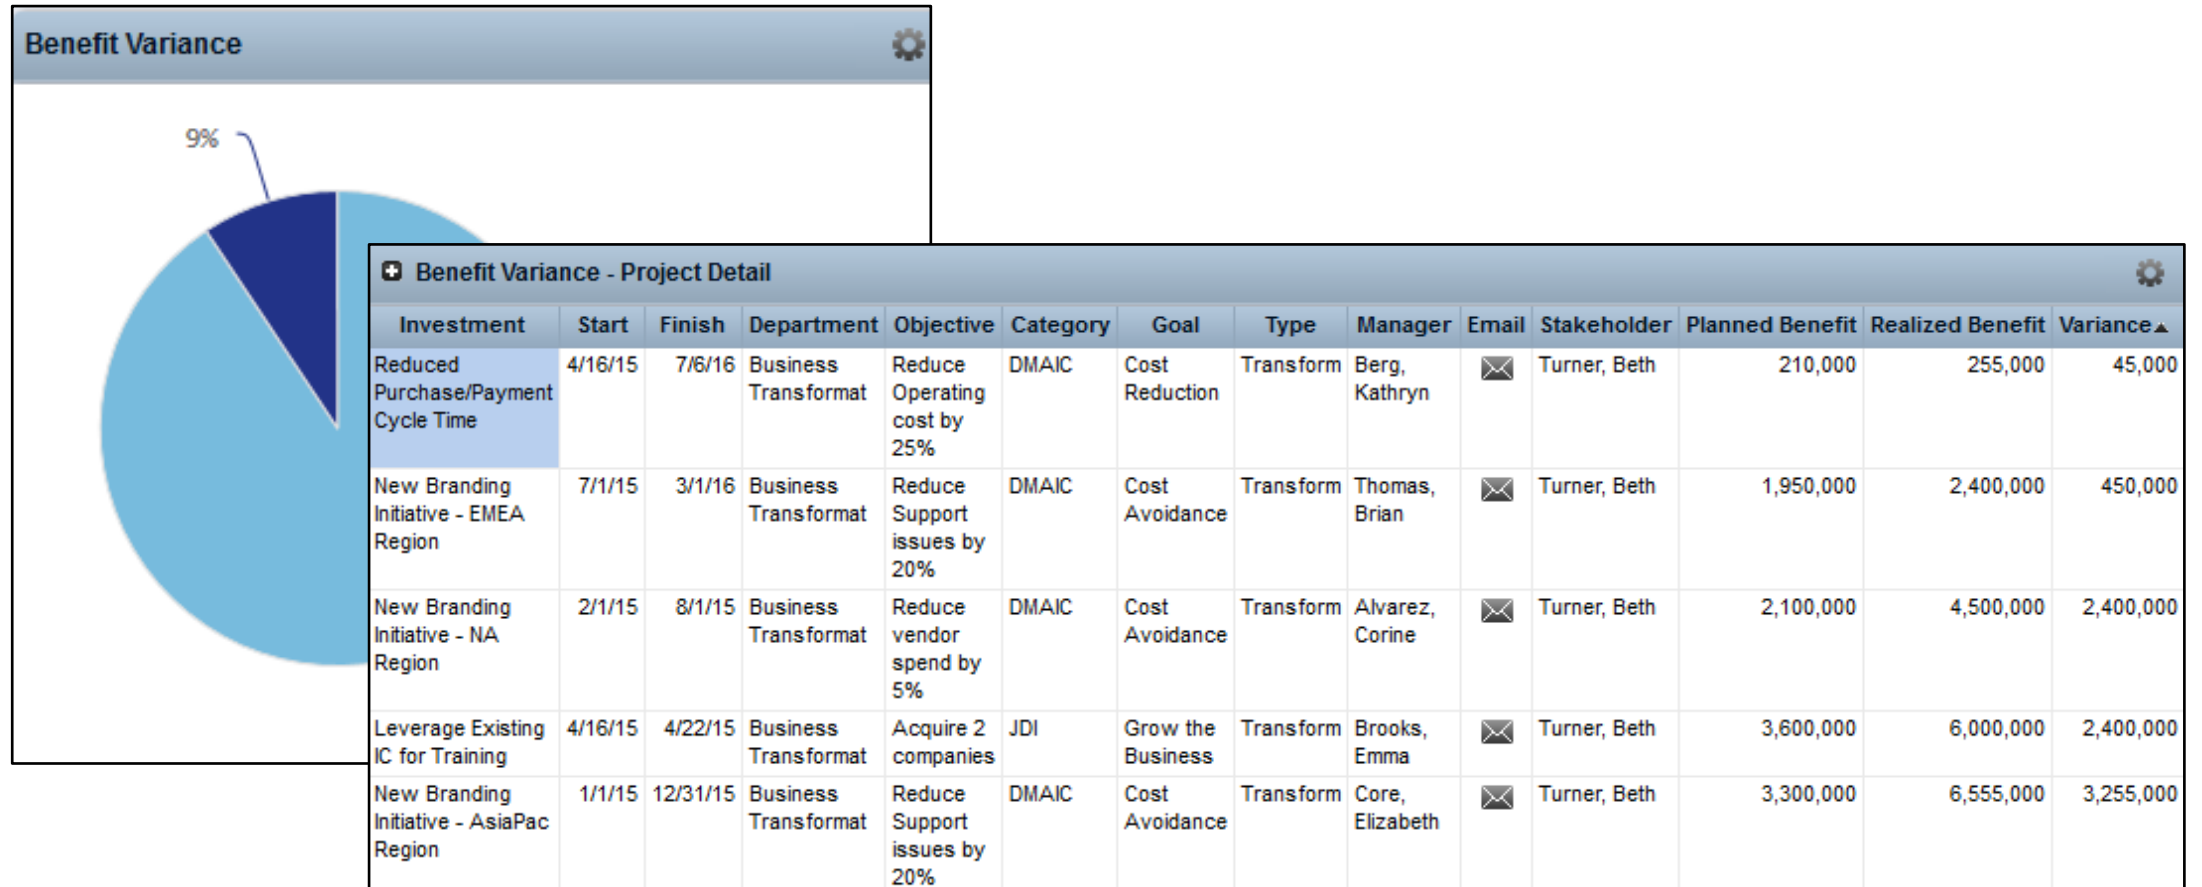 Benefit Variance
9%
Benefit Variance - Project Detail
Investment Start Finish Department Objective Category Goal Type Manager Email Stakeholder Planned Benefit Realized Benefit Variance
Reduced 4/16/15 7/6/16 Business Reduce DMAIC Cost Transform Berg, Turner, Beth 210,000 255,000 45,000
Purchase/Payment Transformat Operating Reduction Kathryn
Cycle Time cost by
25%
New Branding 7/1/15 3/1/16 Business Reduce DMAIC Cost Transform Thomas, Turner, Beth 1,950,000 2,400,000 450,000
Initiative - EMEA Transformat Support Avoidance Brian
Region issues by
20%
New Branding 2/1/15 8/1/15 Business Reduce DMAIC Cost Transform Alvarez, Turner, Beth 2,100,000 4,500,000 2,400,000
Initiative - NA Transformat vendor Avoidance Corine
Region spend by
5%
Leverage Existing 4/16/15 4/22/15 Business Acquire 2 JDI Grow the Transform Brooks, Turner, Beth 3,600,000 6,000,000 2,400,000
IC for Training Transformat companies Business Emma
New Branding 1/1/15 12/31/15 Business Reduce DMAIC Cost Transform Core, Turner, Beth 3,300,000 6,555,000 3,255,000
Initiative - AsiaPac Transformat Support Avoidance Elizabeth
Region issues by
20%